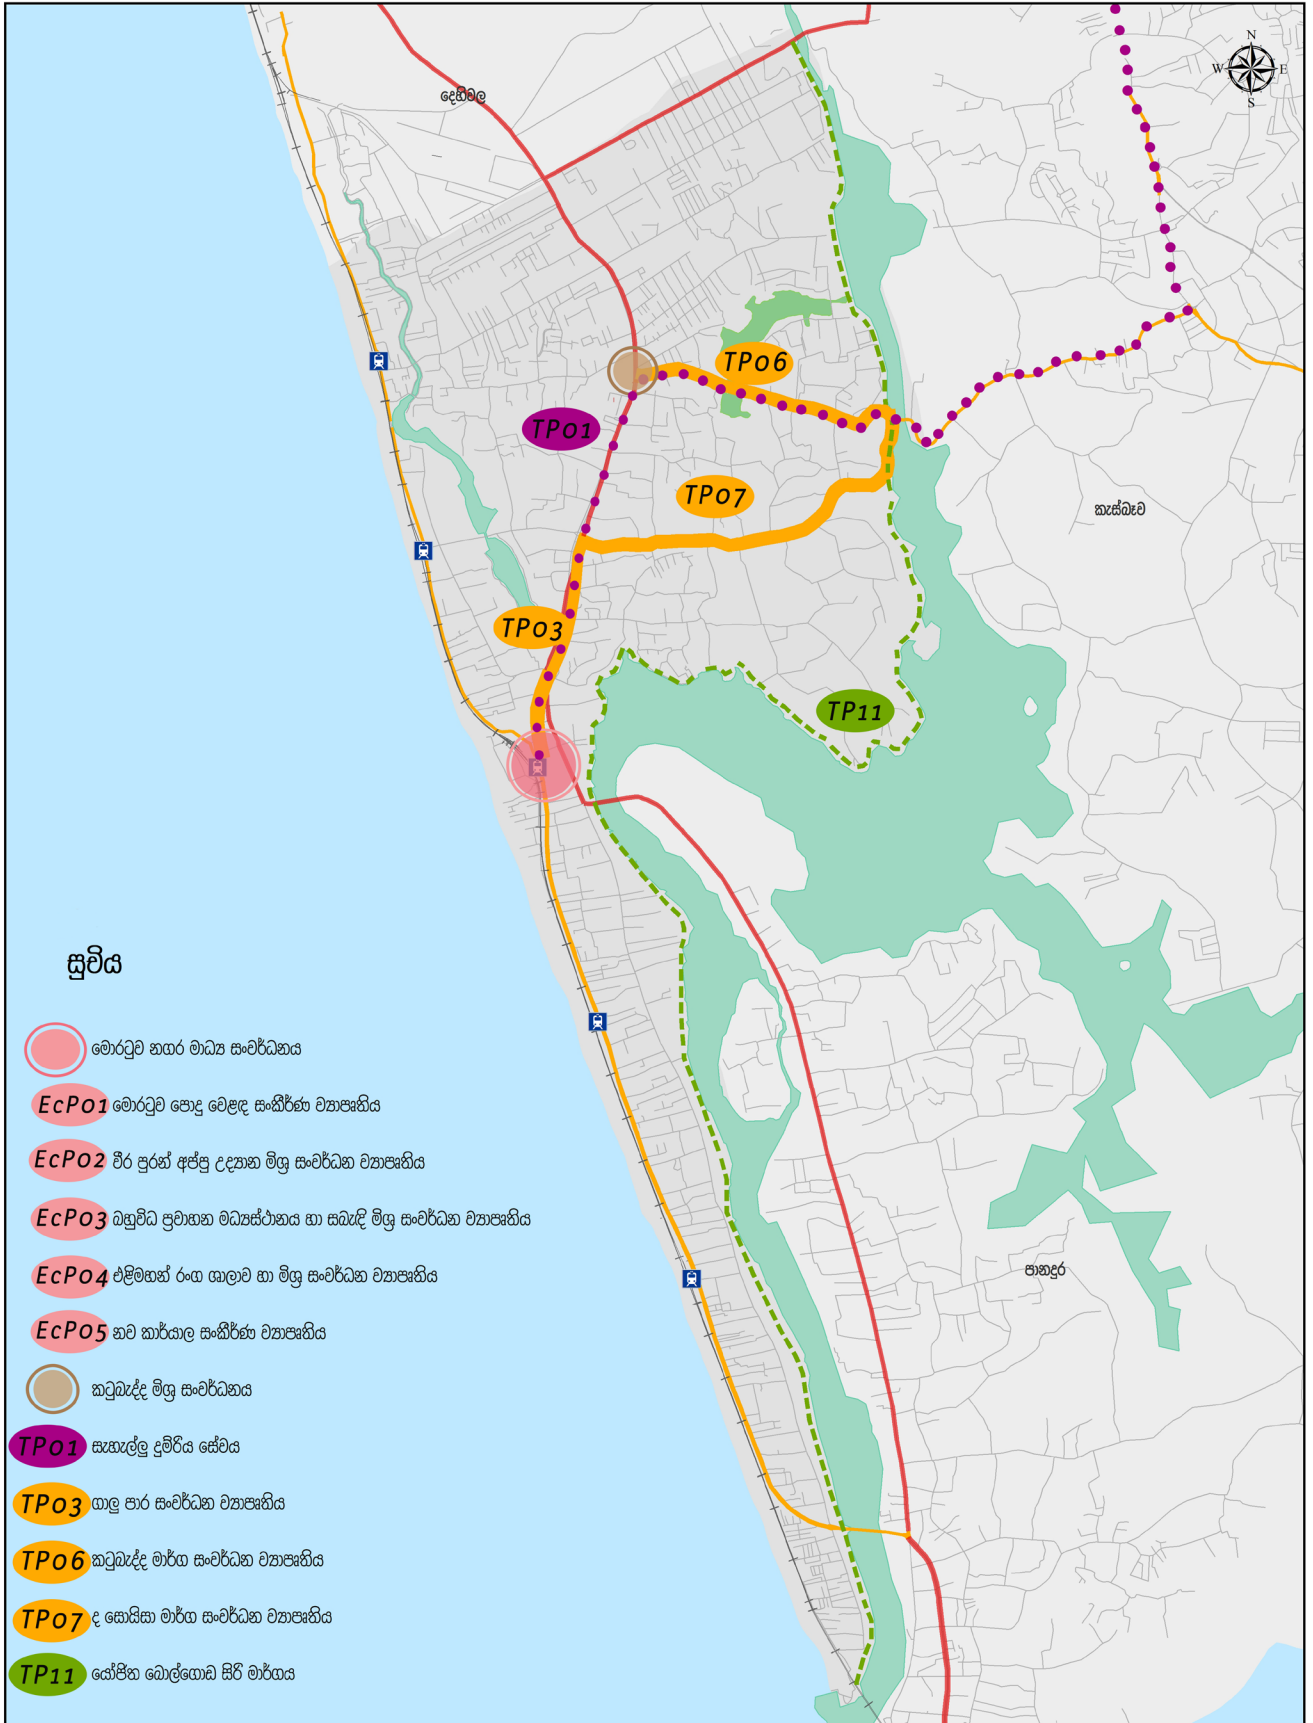 N
W E
S
දෙහිවල
TP06
TP01
TP07
කැස්බෑව
TP03
TP11
සුචිය
මොරටුව නගර මාධ්‍ය සංවර්ධනය
EcP01 මොරටුව පොදු වෙළඳ සංකීර්ණ ව්‍යාපෘතිය
EcP02 වීර පුරන් අප්පු උද්‍යාන මිශ්‍ර සංවර්ධන ව්‍යාපෘතිය
EcP03 බහුවිධ ප්‍රවාහන මධ්‍යස්ථානය හා සබැඳි මිශ්‍ර සංවර්ධන ව්‍යාපෘතිය
EcP04 එළිමහන් රංග ශාලාව හා මිශ්‍ර සංවර්ධන ව්‍යාපෘතිය
පානදුර
EcP05 නව කාර්යාල සංකීර්ණ ව්‍යාපෘතිය
කටුබැද්ද මිශ්‍ර සංවර්ධනය
TP01 සැහැල්ලු දුම්රිය සේවය
TP03 ගාලු පාර සංවර්ධන ව්‍යාපෘතිය
TP06 කටුබැද්ද මාර්ග සංවර්ධන ව්‍යාපෘතිය
TP07 ද සොයිසා මාර්ග සංවර්ධන ව්‍යාපෘතිය
TP11 යෝජිත බොල්ගොඩ සිරි මාර්ගය